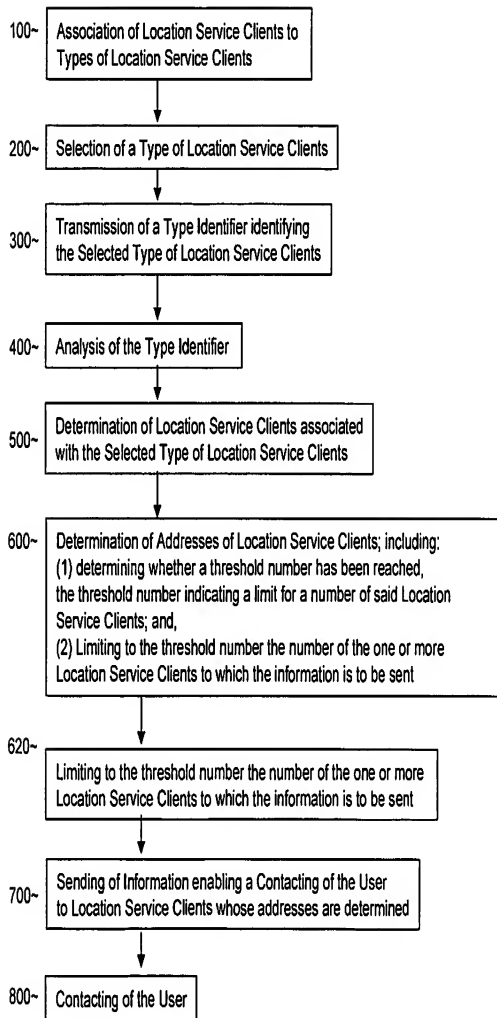 100~ Association of Location Service Clients to
Types of Location Service Clients
200~ Selection of a Type of Location Service Clients
300~ Transmission of a Type Identifier identifying
the Selected Type of Location Service Clients
400~ Analysis of the Type Identifier
500~ Determination of Location Service Clients associated
with the Selected Type of Location Service Clients
600~ Determination of Addresses of Location Service Clients; including:
(1) determining whether a threshold number has been reached,
the threshold number indicating a limit for a number of said Location
Service Clients; and,
(2) Limiting to the threshold number the number of the one or more
Location Service Clients to which the information is to be sent
620~
Limiting to the threshold number the number of the one or more
Location Service Clients to which the information is to be sent
700~ Sending of Information enabling a Contacting of the User
to Location Service Clients whose addresses are determined
800~ Contacting of the User